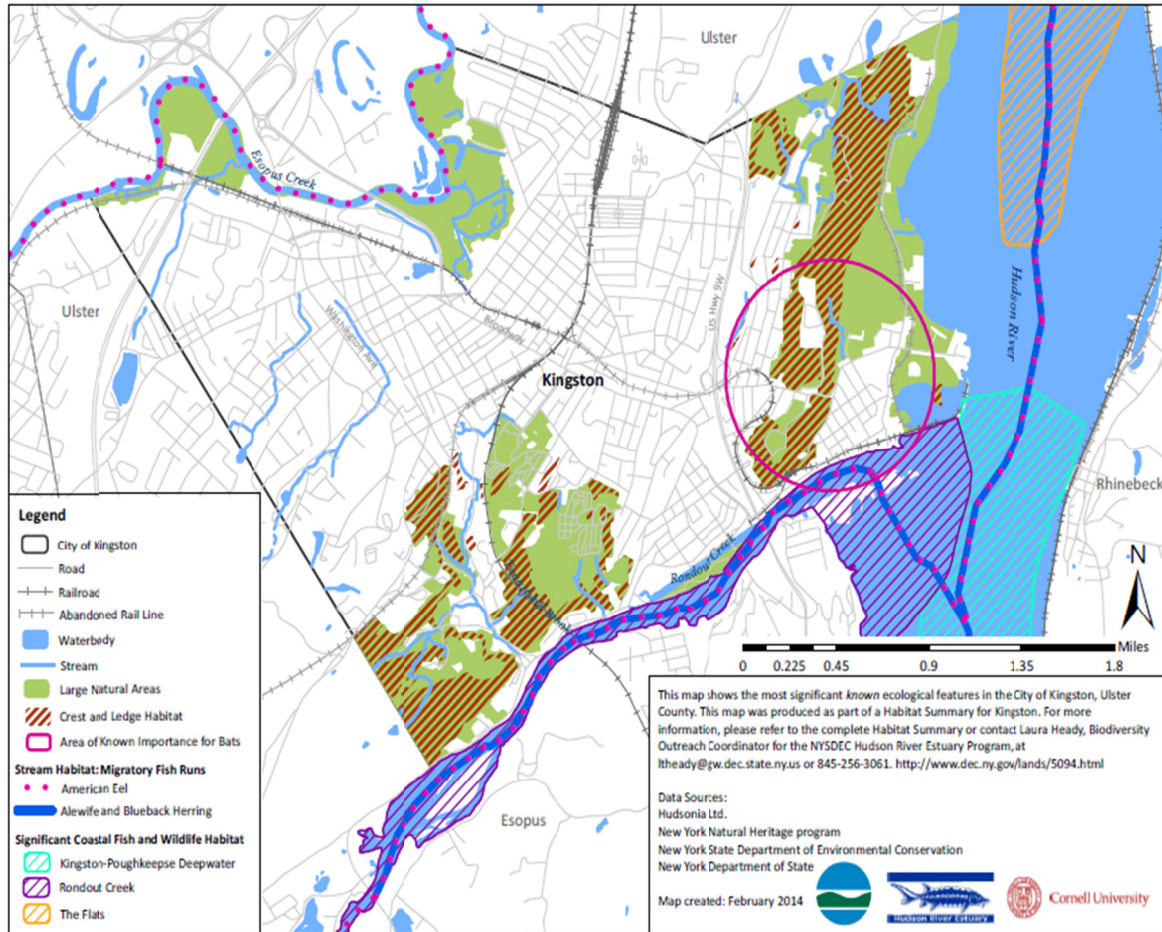 Ulster
Esopus Creek
Hudson River
US Hwy 9W
Ulster
Washington Ave
Broadway
Kingston
Rhinebeck
Rondout Creek
Esopus
N
Miles
0 0.225 0.45 0.9 1.35 1.8
Legend
City of Kingston
Road
Railroad
Abandoned Rail Line
Waterbody
Stream
Large Natural Areas
Crest and Ledge Habitat
Area of Known Importance for Bats
Stream Habitat: Migratory Fish Runs
American Eel
Alewife and Blueback Herring
Significant Coastal Fish and Wildlife Habitat
Kingston-Poughkeepse Deepwater
Rondout Creek
The Flats
This map shows the most significant known ecological features in the City of Kingston, Ulster
County. This map was produced as part of a Habitat Summary for Kingston. For more
information, please refer to the complete Habitat Summary or contact Laura Heady, Biodiversity
Outreach Coordinator for the NYSDEC Hudson River Estuary Program, at
ltheady@gw.dec.state.ny.us or 845-256-3061. http://www.dec.ny.gov/lands/5094.html
Data Sources:
Hudsonia Ltd.
New York Natural Heritage program
New York State Department of Environmental Conservation
New York Department of State
Map created: February 2014
Hudson River Estuary
Cornell University